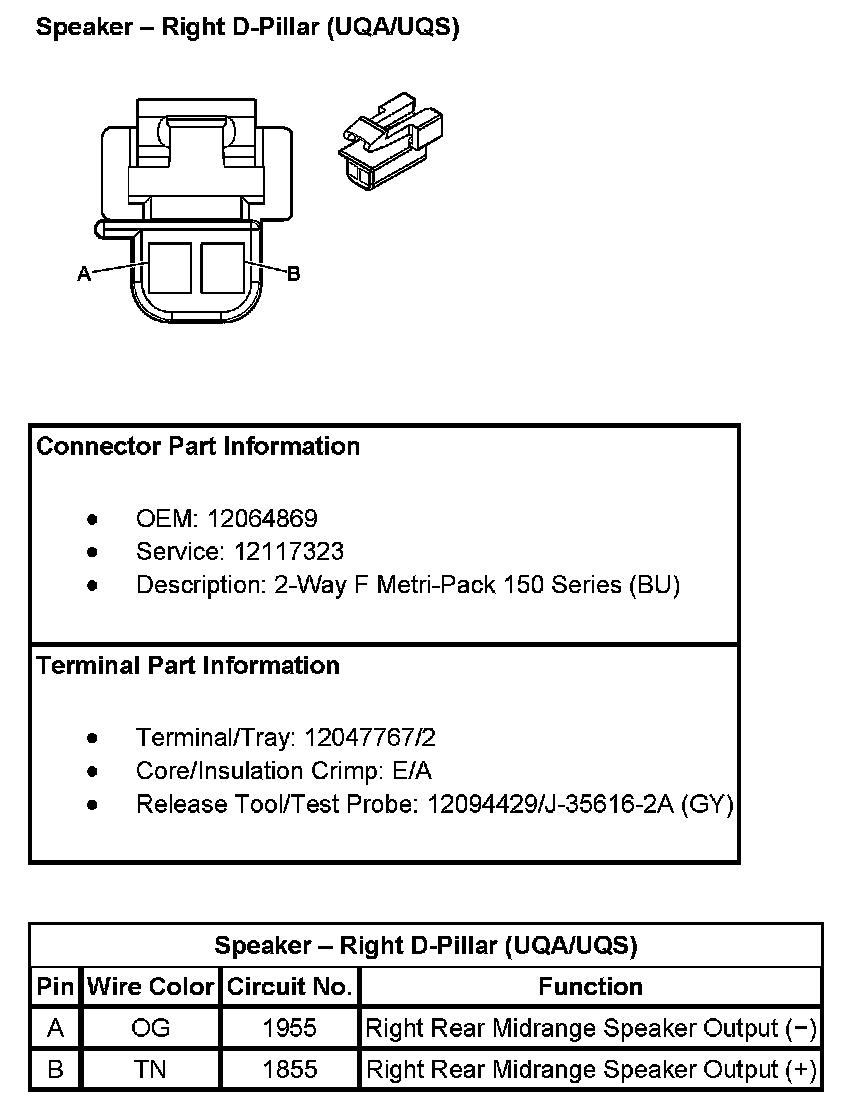 Speaker – Right D-Pillar (UQA/UQS)
A
B
Connector Part Information
● OEM: 12064869
● Service: 12117323
● Description: 2-Way F Metri-Pack 150 Series (BU)
Terminal Part Information
● Terminal/Tray: 12047767/2
● Core/Insulation Crimp: E/A
● Release Tool/Test Probe: 12094429/J-35616-2A (GY)
Speaker – Right D-Pillar (UQA/UQS)
Pin Wire Color Circuit No. Function
A OG 1955 Right Rear Midrange Speaker Output (−)
B TN 1855 Right Rear Midrange Speaker Output (+)